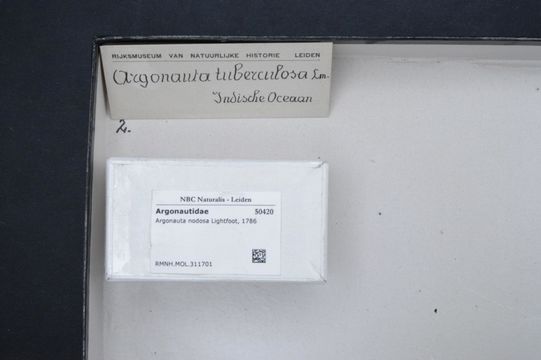 RIJKSMUSEUM VAN NATUURLIJKE HISTORIE LEIDEN
Argonauta tuberculosa Lm.
Indische Oceaan
2.
NBC Naturalis - Leiden
Argonautidae 50420
Argonauta nodosa Lightfoot, 1786
RMNH.MOL.311701